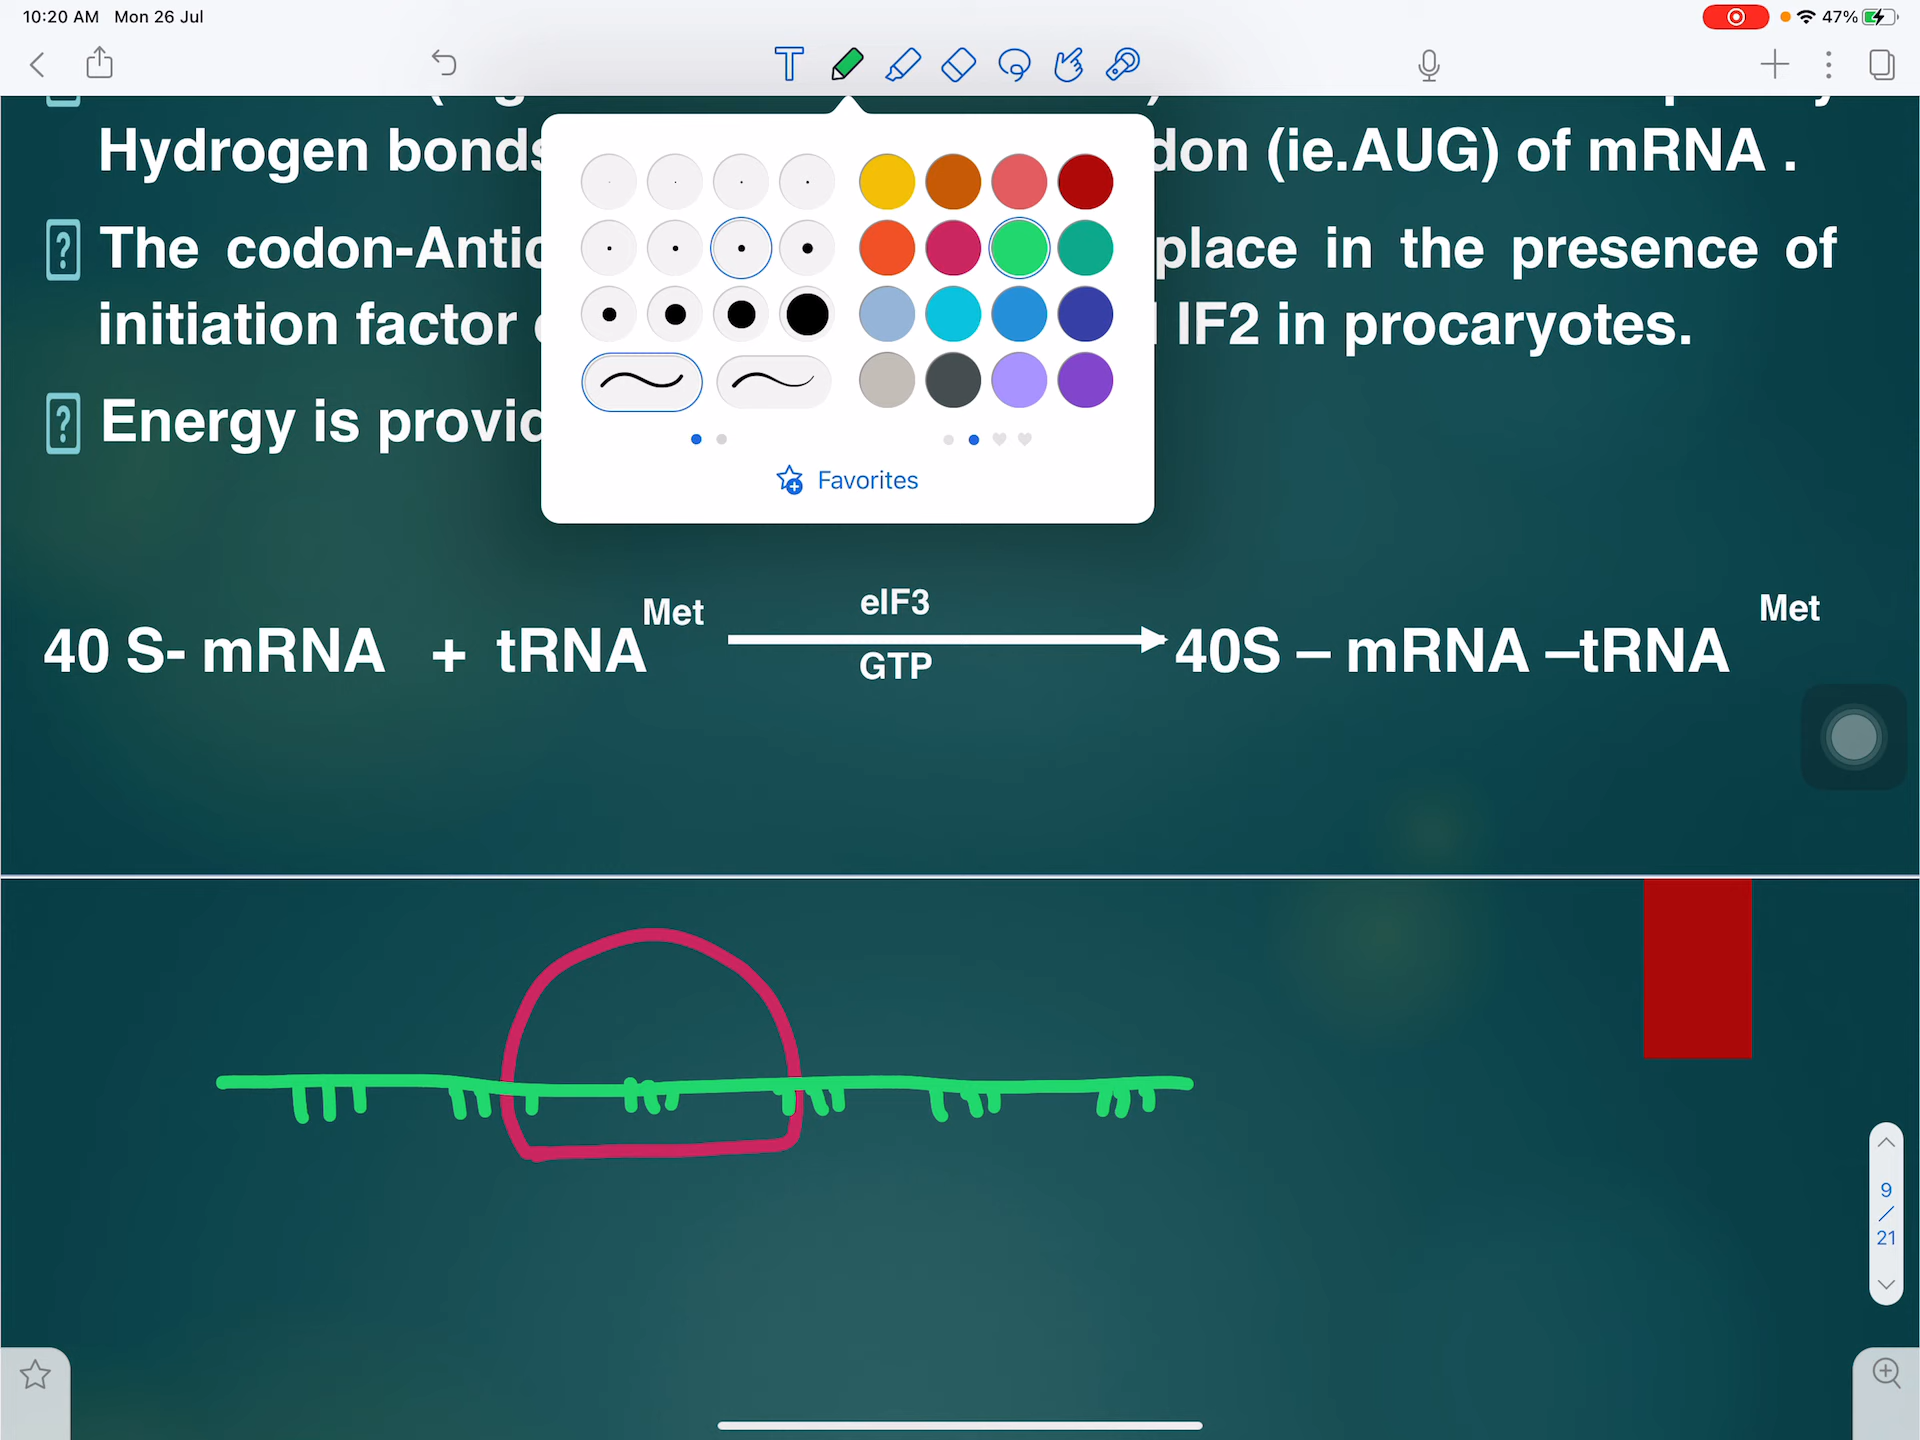 10:20 AM Mon 26 Jul
47%
Hydrogen bonds don (ie.AUG) of mRNA .
The codon-Antic place in the presence of
initiation factor IF2 in procaryotes.
Energy is provid
Favorites
40 S- mRNA + tRNA Met eIF3 GTP 40S – mRNA –tRNA Met
9
/
21